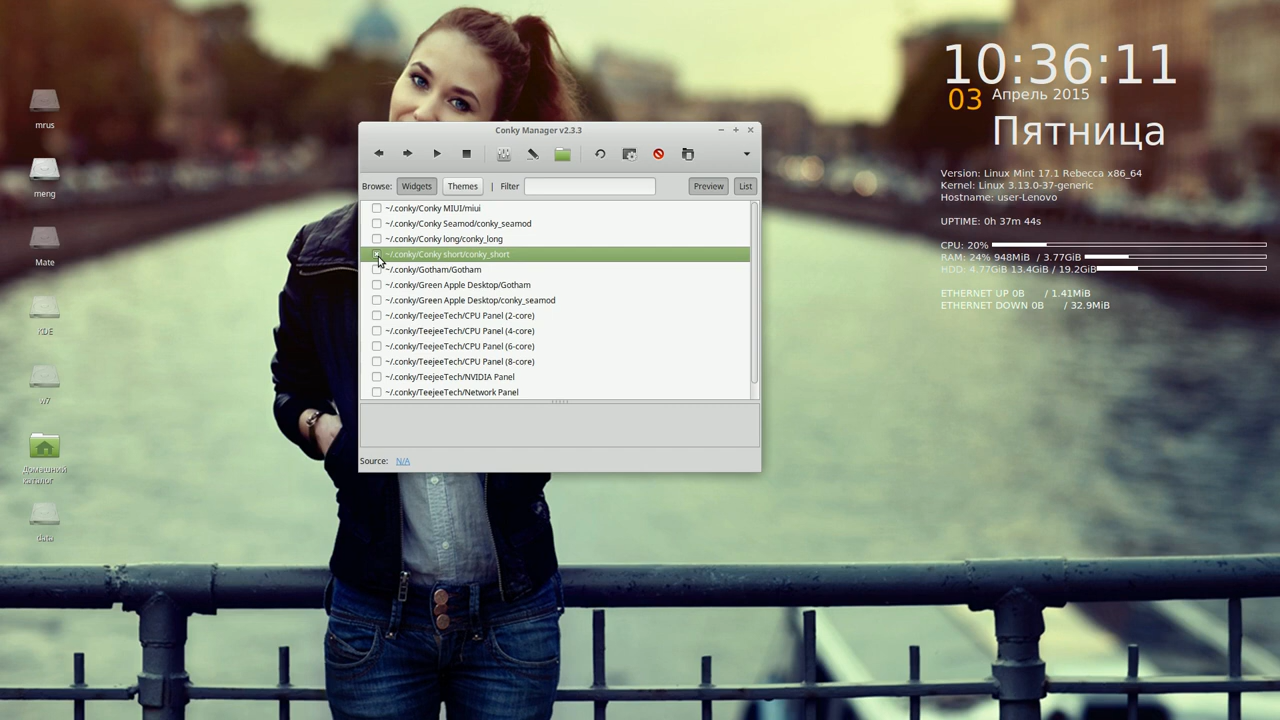 mrus
meng
Mate
KDE
w7
Домашний
каталог
data
Conky Manager v2.3.3
Browse: Widgets Themes | Filter Preview List
~/.conky/Conky MIUI/miui
~/.conky/Conky Seamod/conky_seamod
~/.conky/Conky long/conky_long
~/.conky/Conky short/conky_short
~/.conky/Gotham/Gotham
~/.conky/Green Apple Desktop/Gotham
~/.conky/Green Apple Desktop/conky_seamod
~/.conky/TeejeeTech/CPU Panel (2-core)
~/.conky/TeejeeTech/CPU Panel (4-core)
~/.conky/TeejeeTech/CPU Panel (6-core)
~/.conky/TeejeeTech/CPU Panel (8-core)
~/.conky/TeejeeTech/NVIDIA Panel
~/.conky/TeejeeTech/Network Panel
Source: N/A
10:36:11
03 Апрель 2015
Пятница
Version: Linux Mint 17.1 Rebecca x86_64
Kernel: Linux 3.13.0-37-generic
Hostname: user-Lenovo
UPTIME: 0h 37m 44s
CPU: 20%
RAM: 24% 948MiB / 3.77GiB
HDD: 4.77GiB 13.4GiB / 19.2GiB
ETHERNET UP 0B / 1.41MiB
ETHERNET DOWN 0B / 32.9MiB